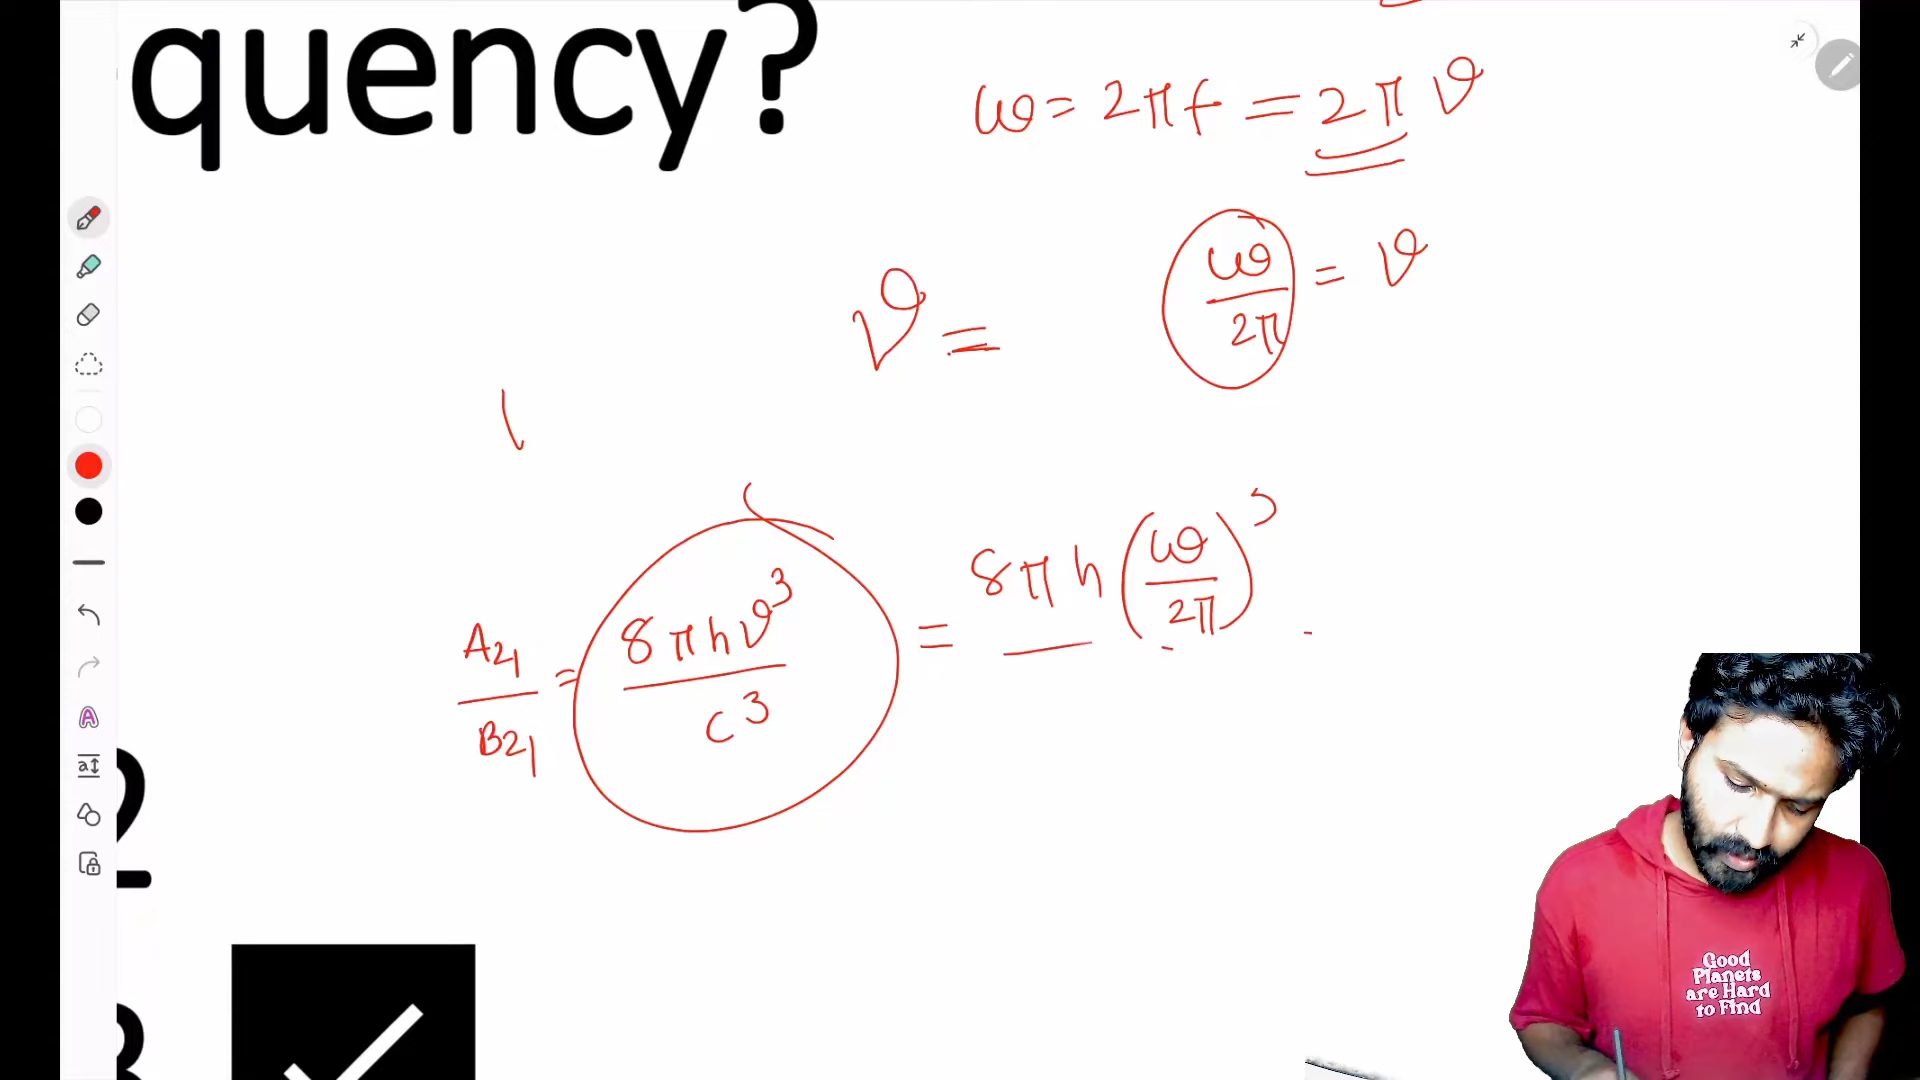 quency?
ω = 2πf = 2πν
ω/2π = ν
ν =
A21/B21 = 8πhν³/c³ = 8πh(ω/2π)³
Good
Planets
are Hard
to Find